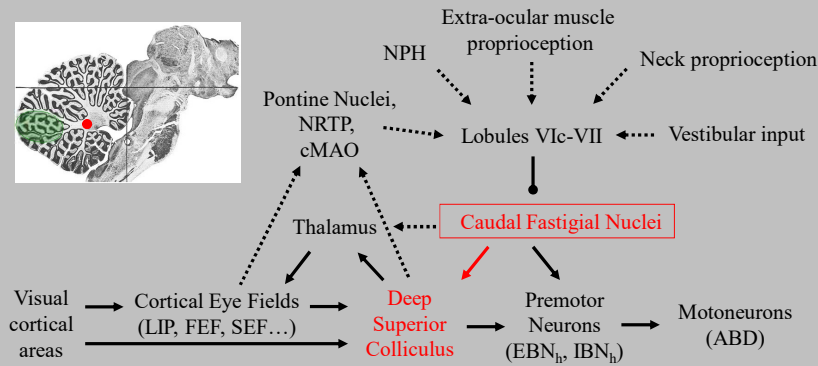 Extra-ocular muscle
proprioception
NPH
Neck proprioception
Pontine Nuclei,
NRTP,
cMAO
Lobules VIc-VII
Vestibular input
Thalamus
Caudal Fastigial Nuclei
Visual
cortical
areas
Cortical Eye Fields
(LIP, FEF, SEF…)
Deep
Superior
Colliculus
Premotor
Neurons
(EBNh, IBNh)
Motoneurons
(ABD)